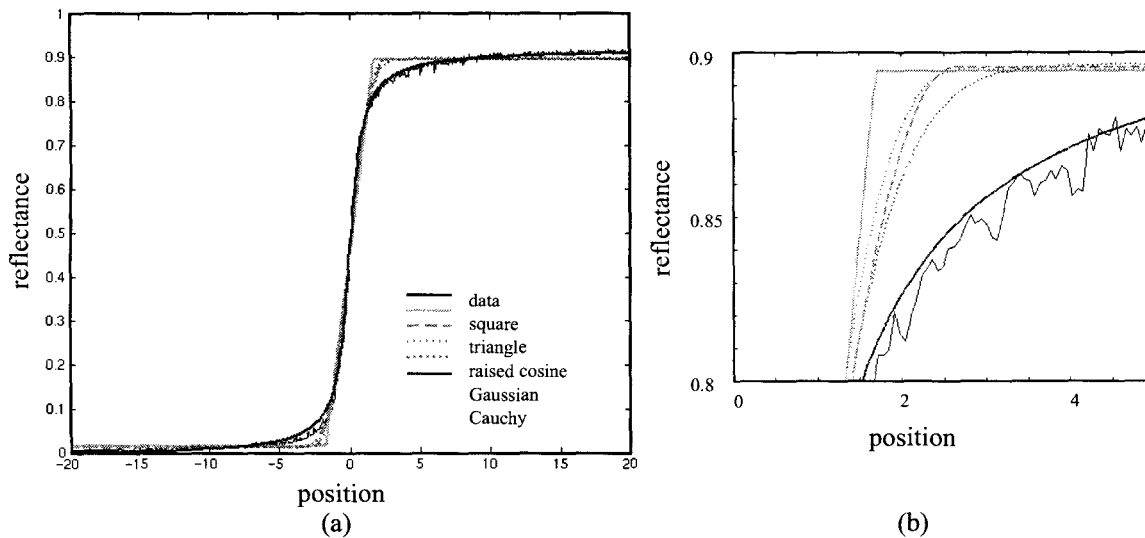 1
0.9
0.8
0.7
0.6
0.5
0.4
0.3
0.2
0.1
0
reflectance
-20
-15
-10
-5
0
5
10
15
20
position
(a)
data
square
triangle
raised cosine
Gaussian
Cauchy
0.9
0.85
0.8
reflectance
0
2
4
position
(b)